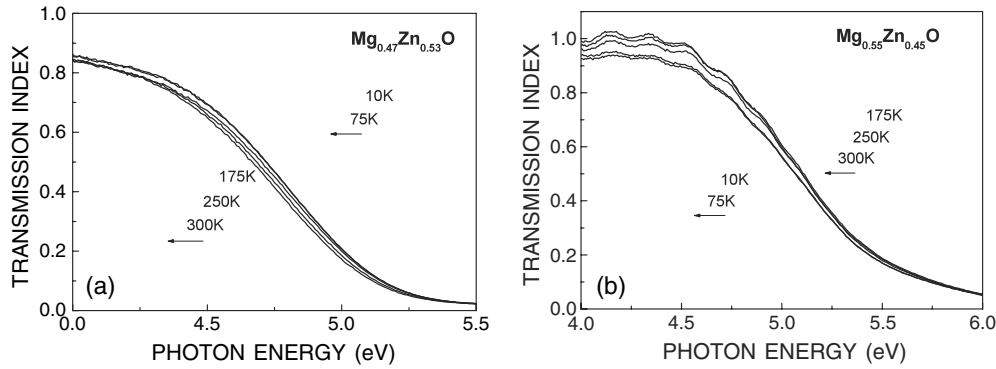 Mg0.47Zn0.53O
TRANSMISSION INDEX
1.0
0.8
0.6
0.4
0.2
0.0
10K
75K
175K
250K
300K
(a)
0.0
4.5
5.0
5.5
PHOTON ENERGY (eV)
Mg0.55Zn0.45O
TRANSMISSION INDEX
1.0
0.8
0.6
0.4
0.2
0.0
175K
250K
300K
10K
75K
(b)
4.0
4.5
5.0
5.5
6.0
PHOTON ENERGY (eV)